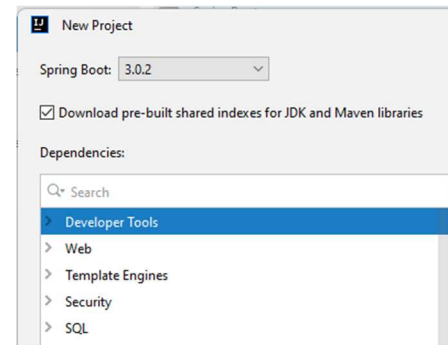 New Project
Spring Boot: 3.0.2
Download pre-built shared indexes for JDK and Maven libraries
Dependencies:
Search
Developer Tools
Web
Template Engines
Security
SQL